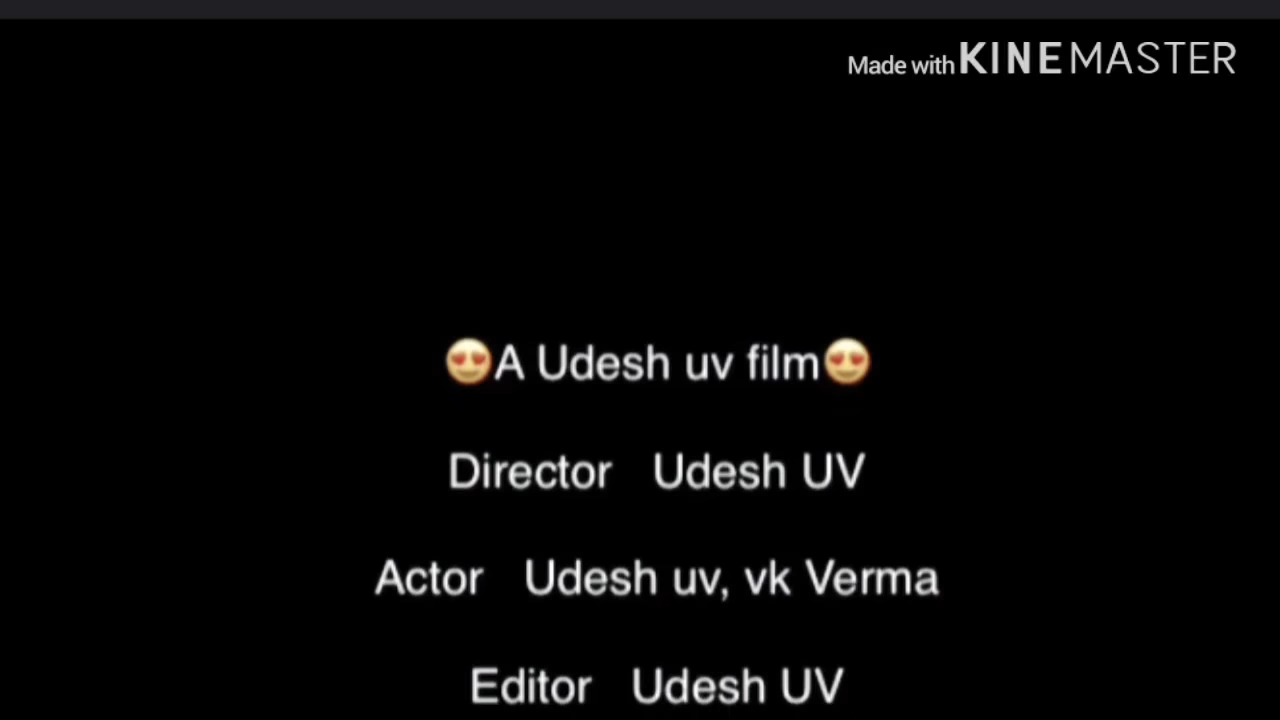 Made with KINEMASTER
😍A Udesh uv film😍
Director Udesh UV
Actor Udesh uv, vk Verma
Editor Udesh UV